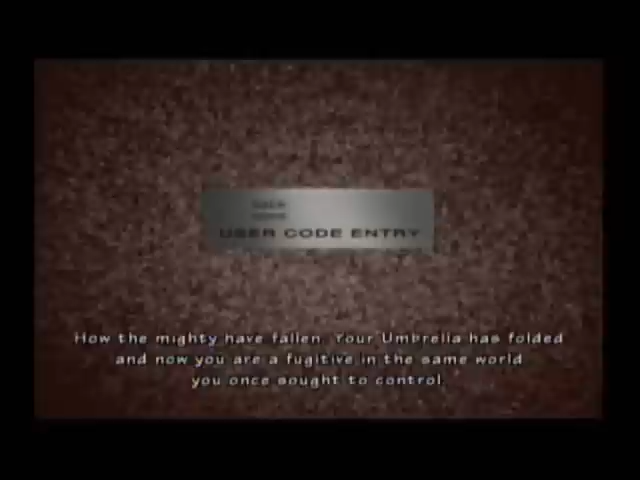 USER CODE ENTRY
How the mighty have fallen. Your Umbrella has folded
and now you are a fugitive in the same world
you once sought to control.